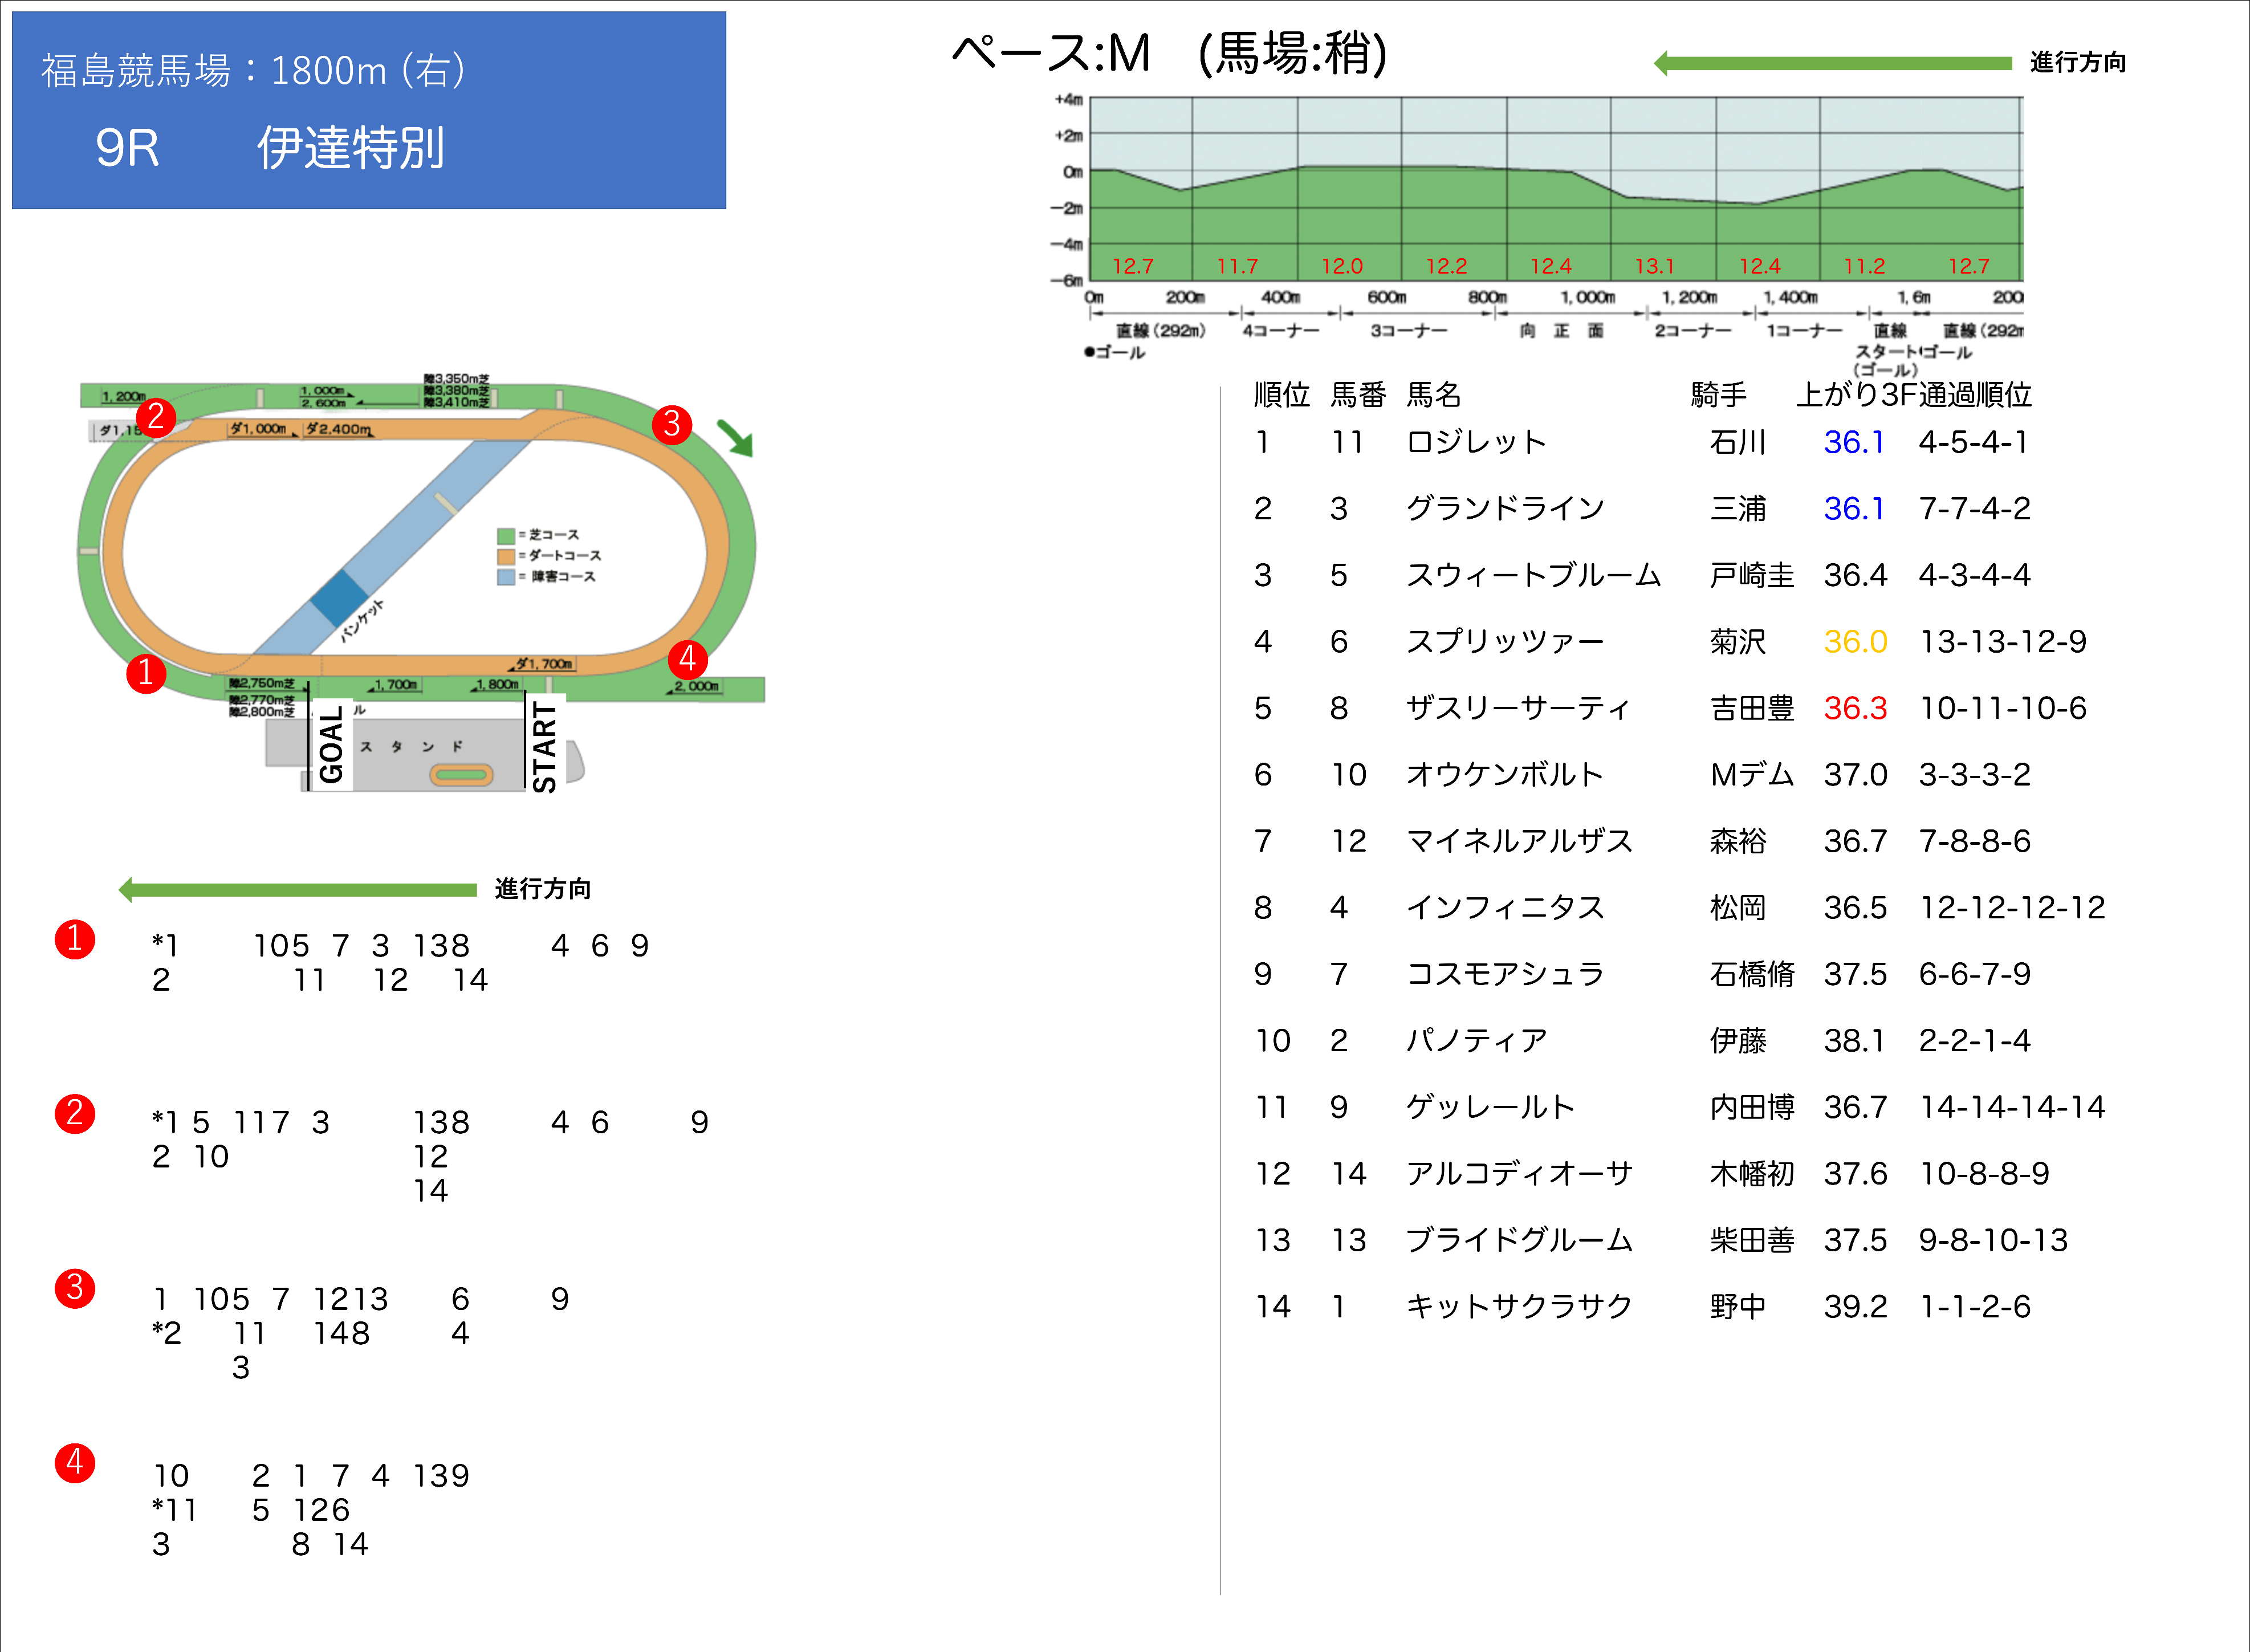 福島競馬場：1800m (右)
9R 伊達特別
ペース:M (馬場:稍)
進行方向
+4m
+2m
0m
−2m
−4m
−6m
12.7 11.7 12.0 12.2 12.4 13.1 12.4 11.2 12.7
0m 200m 400m 600m 800m 1,000m 1,200m 1,400m 1,6m 200
直線(292m) 4コーナー 3コーナー 向正面 2コーナー 1コーナー 直線 直線(292m
●ゴール スタート ゴール
(ゴール)
障3,350m芝
障3,380m芝
障3,410m芝
1,200m
1,000m
2,600m
2
3
ダ1,15
ダ1,000m
ダ2,400m
= 芝コース
= ダートコース
= 障害コース
バンケット
1
4
ダ1,700m
障2,750m芝
障2,770m芝
障2,800m芝
1,700m
1,800m
2,000m
ル
スタンド
GOAL
START
進行方向
1
*1 105 7 3 138 4 6 9
2 11 12 14
2
*1 5 117 3 138 4 6 9
2 10 12
14
3
1 105 7 1213 6 9
*2 11 148 4
3
4
10 2 1 7 4 139
*11 5 126
3 8 14
順位 馬番 馬名 騎手 上がり3F通過順位
1 11 ロジレット 石川 36.1 4-5-4-1
2 3 グランドライン 三浦 36.1 7-7-4-2
3 5 スウィートブルーム 戸崎圭 36.4 4-3-4-4
4 6 スプリッツァー 菊沢 36.0 13-13-12-9
5 8 ザスリーサーティ 吉田豊 36.3 10-11-10-6
6 10 オウケンボルト Mデム 37.0 3-3-3-2
7 12 マイネルアルザス 森裕 36.7 7-8-8-6
8 4 インフィニタス 松岡 36.5 12-12-12-12
9 7 コスモアシュラ 石橋脩 37.5 6-6-7-9
10 2 パノティア 伊藤 38.1 2-2-1-4
11 9 ゲッレールト 内田博 36.7 14-14-14-14
12 14 アルコディオーサ 木幡初 37.6 10-8-8-9
13 13 ブライドグルーム 柴田善 37.5 9-8-10-13
14 1 キットサクラサク 野中 39.2 1-1-2-6